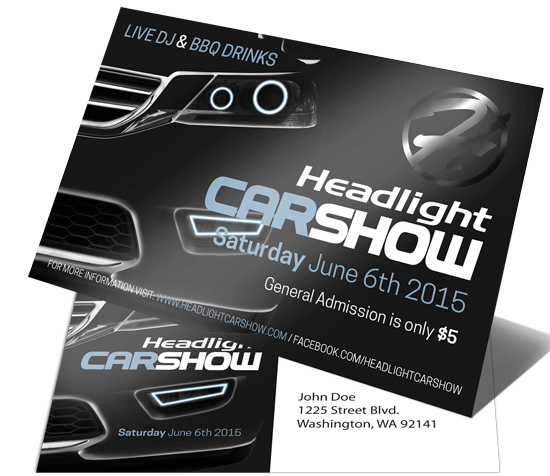 LIVE DJ & BBQ DRINKS
Headlight
CARSHOW
Saturday June 6th 2015
General Admission is only $5
FOR MORE INFORMATION VISIT: WWW.HEADLIGHTCARSHOW.COM / FACEBOOK.COM/HEADLIGHTCARSHOW
Headlight
CARSHOW
Saturday June 6th 2015
John Doe
1225 Street Blvd.
Washington, WA 92141